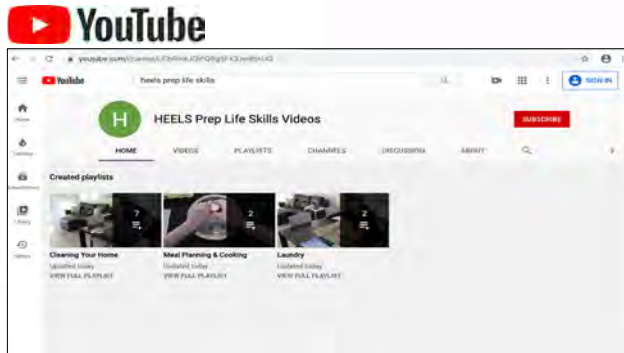 YouTube
YouTube
heels prep life skills
SIGN IN
H
HEELS Prep Life Skills Videos
SUBSCRIBE
HOME VIDEOS PLAYLISTS CHANNELS DISCUSSION ABOUT
Home
Created playlists
7 2 2
Cleaning Your Home Meal Planning & Cooking Laundry
Updated today Updated today Updated today
VIEW FULL PLAYLIST VIEW FULL PLAYLIST VIEW FULL PLAYLIST
Library